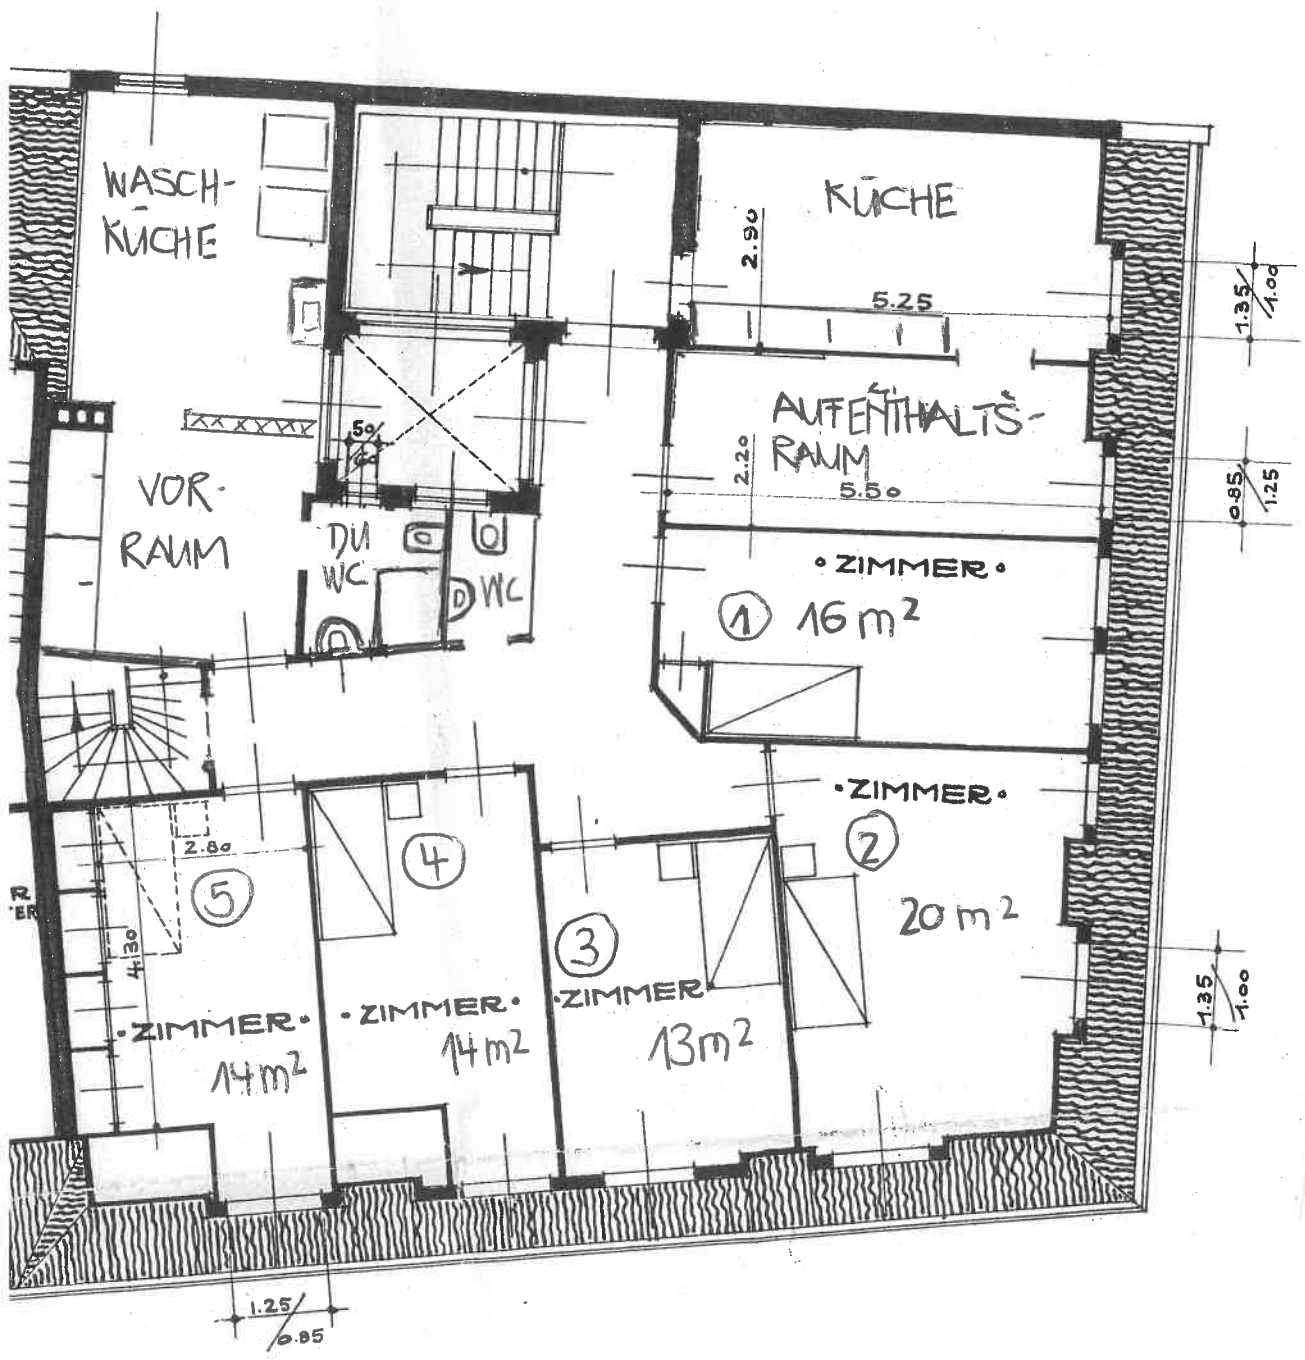 WASCH-
KÜCHE
KÜCHE
2.90
5.25
1.35/1.00
AUFENTHALTS-
RAUM
2.20
5.50
0.85/1.25
50/
VOR-
RAUM
DU
WC
WC
D
• ZIMMER •
1 16 m²
• ZIMMER •
2
20 m²
2.80
5
4
3
4.30
R
ER
• ZIMMER •
14 m²
• ZIMMER •
14 m²
• ZIMMER
13 m²
1.35/1.00
1.25/0.85